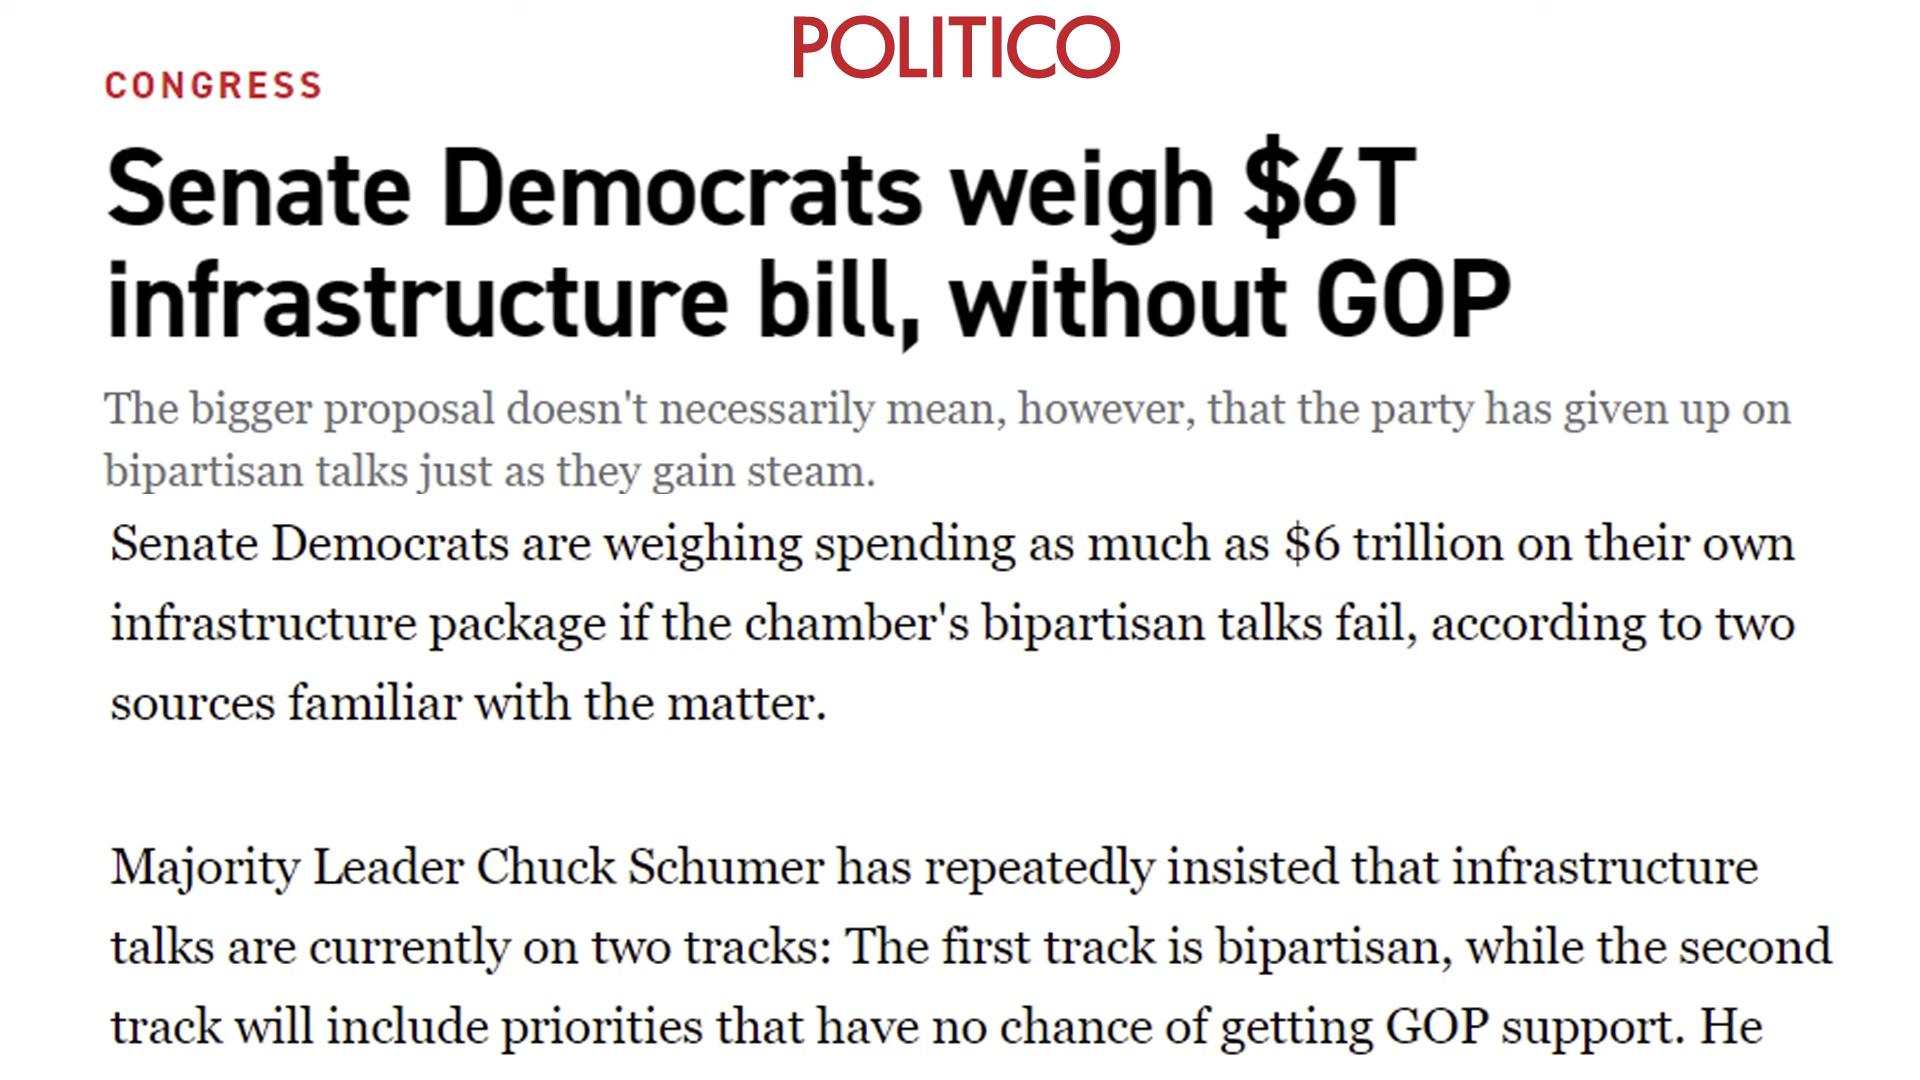 POLITICO
CONGRESS
Senate Democrats weigh $6T
infrastructure bill, without GOP
The bigger proposal doesn't necessarily mean, however, that the party has given up on
bipartisan talks just as they gain steam.
Senate Democrats are weighing spending as much as $6 trillion on their own
infrastructure package if the chamber's bipartisan talks fail, according to two
sources familiar with the matter.
Majority Leader Chuck Schumer has repeatedly insisted that infrastructure
talks are currently on two tracks: The first track is bipartisan, while the second
track will include priorities that have no chance of getting GOP support. He